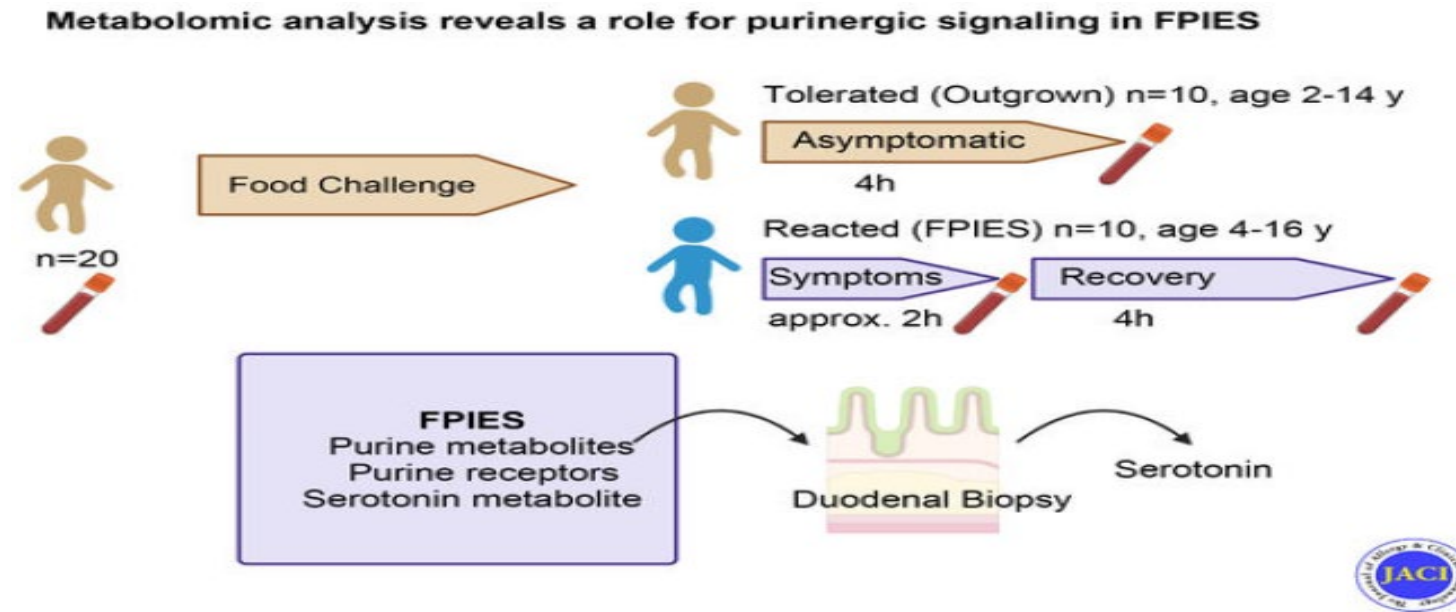 Metabolomic analysis reveals a role for purinergic signaling in FPIES
n=20
Food Challenge
Tolerated (Outgrown) n=10, age 2-14 y
Asymptomatic
4h
Reacted (FPIES) n=10, age 4-16 y
Symptoms
approx. 2h
Recovery
4h
FPIES
Purine metabolites
Purine receptors
Serotonin metabolite
Duodenal Biopsy
Serotonin
JACI